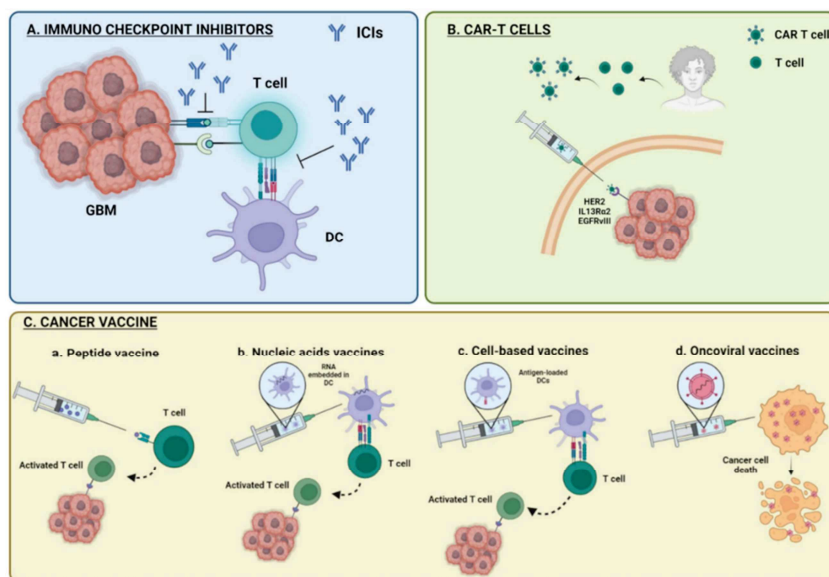 A. IMMUNO CHECKPOINT INHIBITORS
ICIs
T cell
GBM
DC
B. CAR-T CELLS
CAR T cell
T cell
HER2
IL13Rα2
EGFRvIII
C. CANCER VACCINE
a. Peptide vaccine
T cell
Activated T cell
b. Nucleic acids vaccines
RNA
embedded in
DC
T cell
Activated T cell
c. Cell-based vaccines
Antigen-loaded
DCs
T cell
Activated T cell
d. Oncoviral vaccines
Cancer cell
death